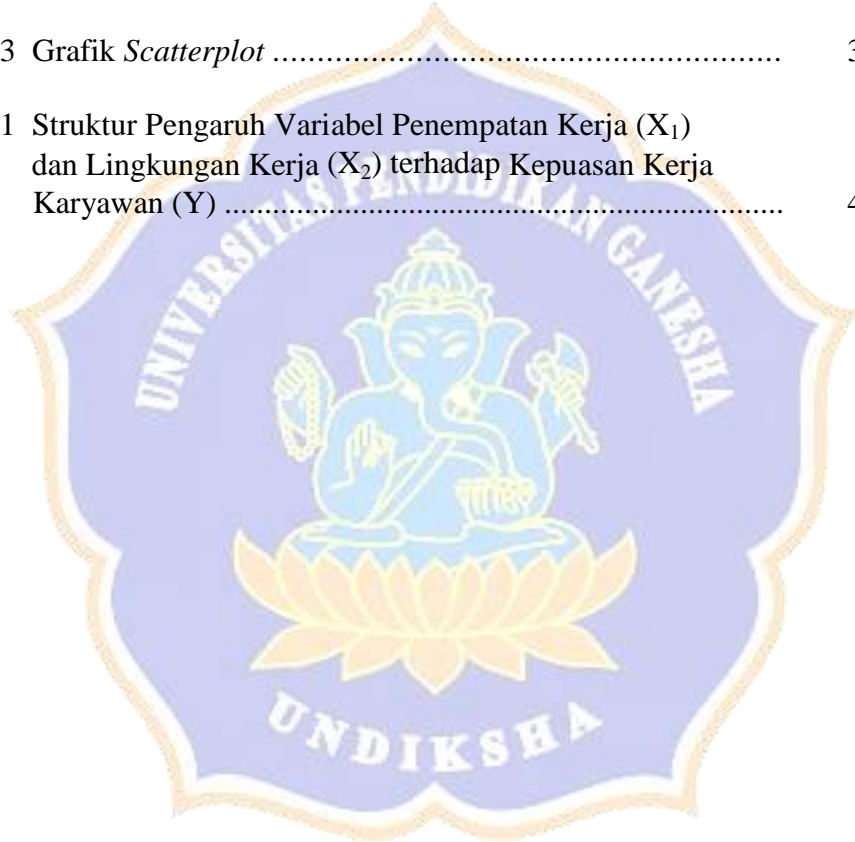 3 Grafik Scatterplot ......................................................... 3
1 Struktur Pengaruh Variabel Penempatan Kerja (X₁)
dan Lingkungan Kerja (X₂) terhadap Kepuasan Kerja
Karyawan (Y) ............................................................... 4
UNIVERSITAS PENDIDIKAN GANESHA
UNDIKSHA